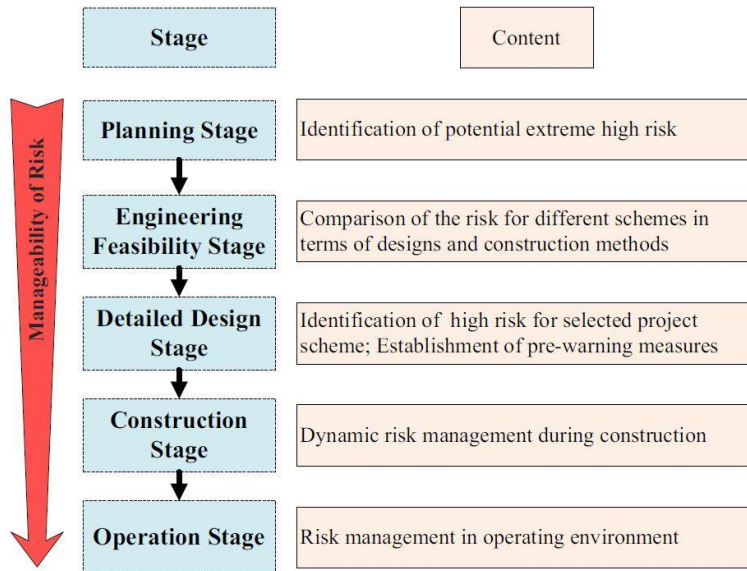 Stage
Content
Manageability of Risk
Planning Stage
Identification of potential extreme high risk
Engineering
Feasibility Stage
Comparison of the risk for different schemes in
terms of designs and construction methods
Detailed Design
Stage
Identification of high risk for selected project
scheme; Establishment of pre-warning measures
Construction
Stage
Dynamic risk management during construction
Operation Stage
Risk management in operating environment